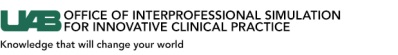 UAB OFFICE OF INTERPROFESSIONAL SIMULATION
FOR INNOVATIVE CLINICAL PRACTICE
Knowledge that will change your world